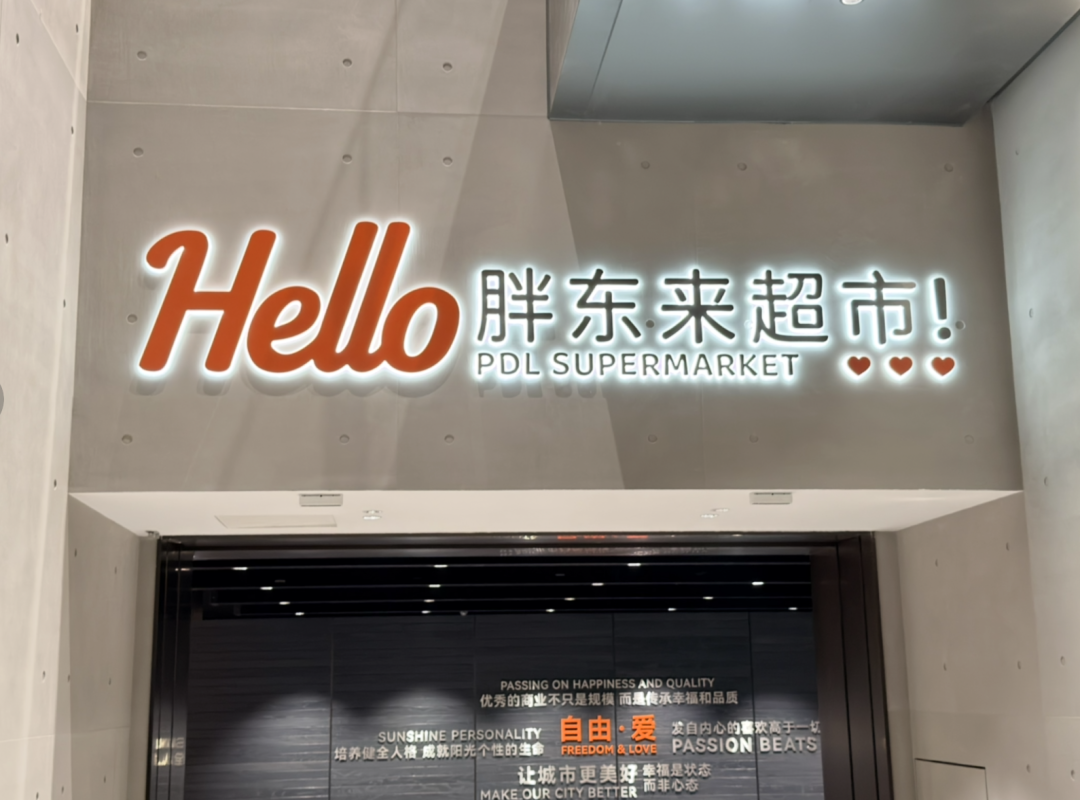 Hello 胖东来超市!
PDL SUPERMARKET
PASSING ON HAPPINESS AND QUALITY
优秀的商业不只是规模 而是传承幸福和品质
SUNSHINE PERSONALITY
培养健全人格 成就阳光个性的生命
自由·爱
FREEDOM & LOVE
发自内心的喜欢高于一切
PASSION BEATS
让城市更美好
MAKE OUR CITY BETTER
幸福是状态
而非心态